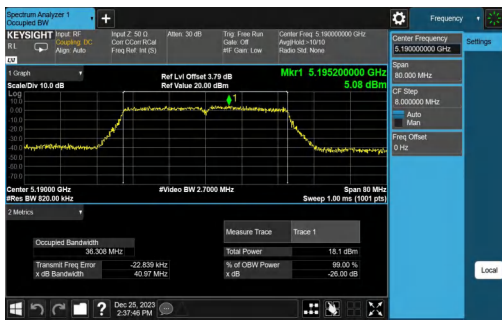 Spectrum Analyzer 1
Occupied BW
Frequency
KEYSIGHT
Input: RF
Coupling: DC
Align: Auto
Input Z: 50 Ω
Corr CCorr RCal
Freq Ref: Int (S)
Atten: 30 dB
Trig: Free Run
Gate: Off
#IF Gain: Low
Center Freq: 5.190000000 GHz
Avg|Hold:>10/10
Radio Std: None
RL
LVI
Center Frequency
5.190000000 GHz
Settings
Span
80.000 MHz
CF Step
8.000000 MHz
Auto
Man
Freq Offset
0 Hz
Local
1 Graph
Scale/Div 10.0 dB
Ref Lvl Offset 3.79 dB
Ref Value 20.00 dBm
Mkr1 5.195200000 GHz
5.08 dBm
Log
10.0
0.00
-10.0
-20.0
-30.0
-40.0
-50.0
-60.0
-70.0
1
Center 5.19000 GHz
#Res BW 820.00 kHz
#Video BW 2.7000 MHz
Span 80 MHz
Sweep 1.00 ms (1001 pts)
2 Metrics
Measure Trace
Trace 1
Occupied Bandwidth
36.308 MHz
Total Power
18.1 dBm
Transmit Freq Error
-22.839 kHz
% of OBW Power
99.00 %
x dB Bandwidth
40.97 MHz
x dB
-26.00 dB
Dec 25, 2023
2:37:46 PM